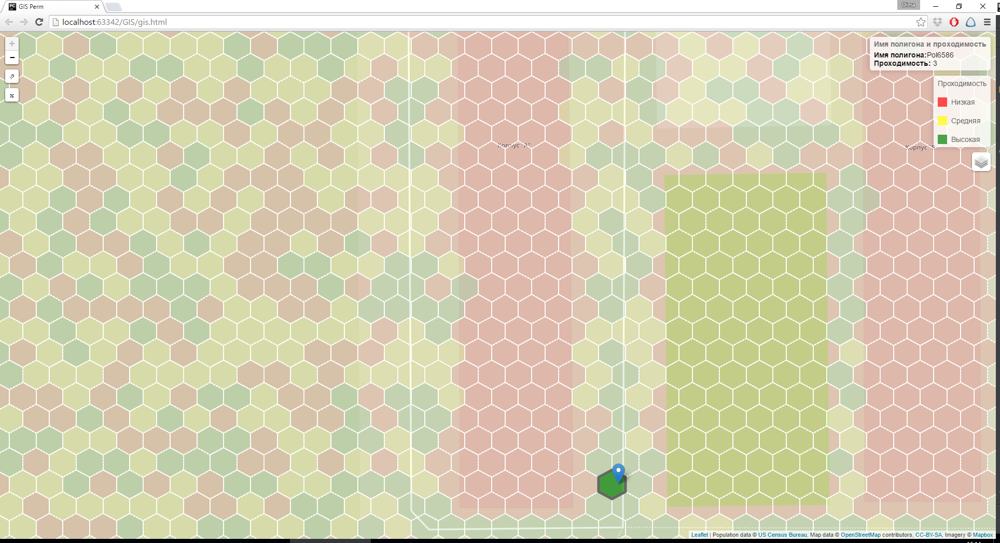 GIS Perm
Dima
localhost:63342/GIS/gis.html
+
−
Имя полигона и проходимость
Имя полигона:Pol6586
Проходимость: 3
Проходимость
Низкая
Средняя
Высокая
Корпус "А"
Корпус
Leaflet | Population data © US Census Bureau, Map data © OpenStreetMap contributors, CC-BY-SA, Imagery © Mapbox